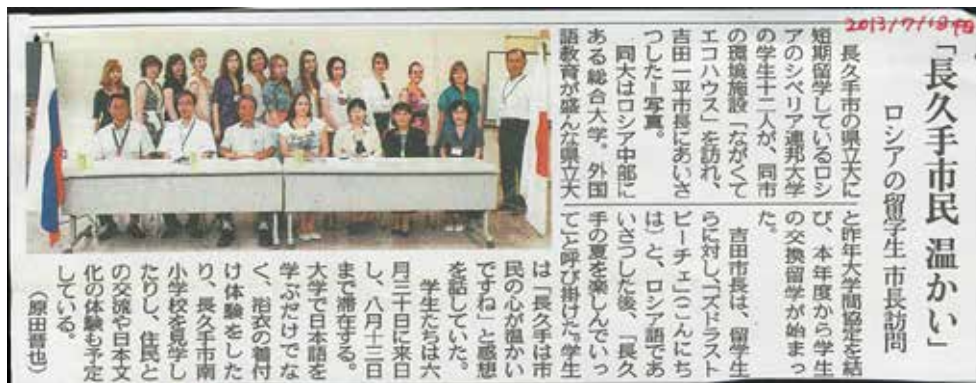 2013/7/18
「長久手市民 温かい」
ロシアの留学生 市長訪問
長久手市の県立大に
短期留学しているロシ
アのシベリア連邦大学
の学生十二人が、同市
の環境施設「ながくて
エコハウス」を訪れ、
吉田一平市長にあいさ
つした＝写真。
同大はロシア中部に
ある総合大学。外国
語教育が盛んな県立大
と昨年大学間協定を結
び、本年度から学生
の交換留学が始まっ
た。
吉田市長は、留学生
らに対し、「ズドラスト
ビーチェ」（こんにち
は）と、ロシア語であ
いさつした後、「長久
手の夏を楽しんでいっ
て」と呼び掛けた。学生
は「長久手は市
民の心が温かい
ですね」と感想
を話していた。
学生たちは六
月三十日に来日
し、八月十三日
まで滞在する。
大学で日本語を
学ぶだけでな
く、浴衣の着付
け体験をした
り、長久手市南
小学校を見学し
たりし、住民と
の交流や日本文
化の体験も予定
している。
（原田晋也）